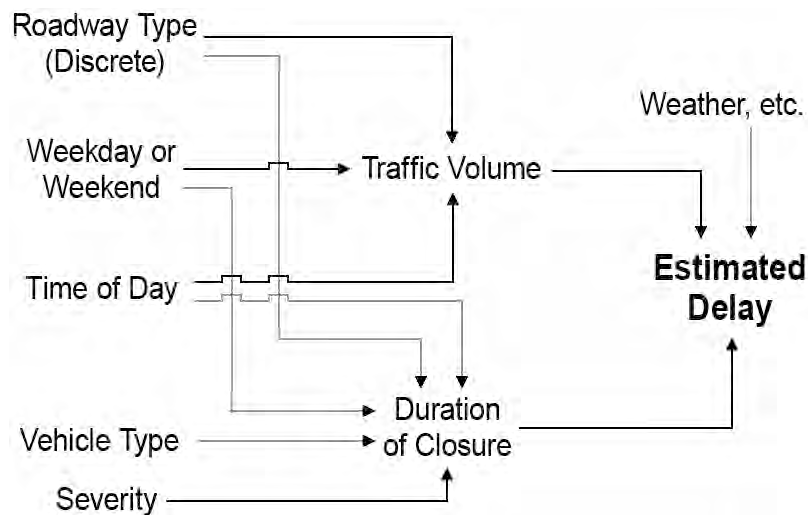 Roadway Type
(Discrete)
Weather, etc.
Weekday or
Weekend
Traffic Volume
Time of Day
Estimated
Delay
Duration
of Closure
Vehicle Type
Severity